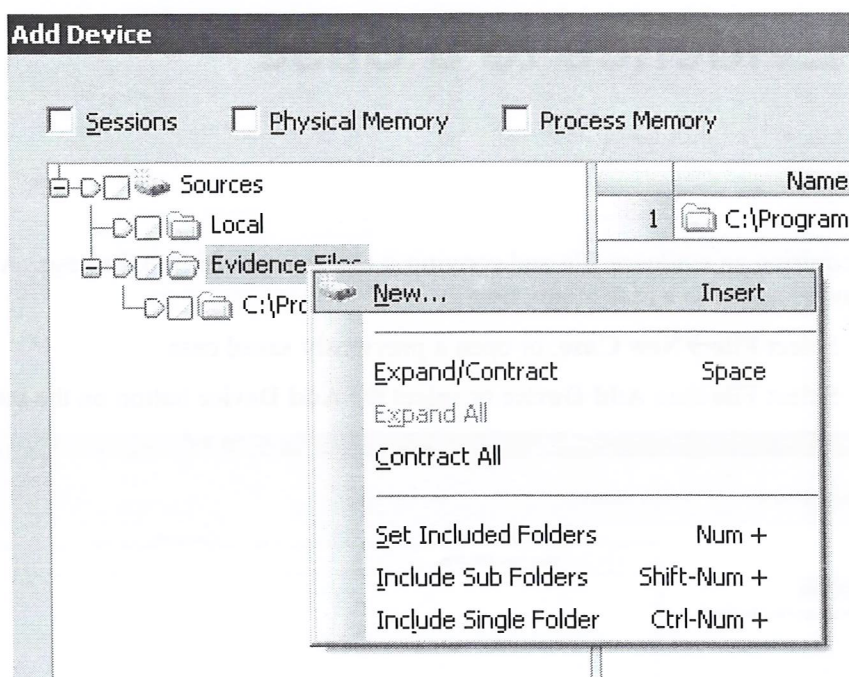 Add Device
Sessions Physical Memory Process Memory
Sources
Name
Local
1 C:\Program
Evidence Files
C:\Pro
New... Insert
Expand/Contract Space
Expand All
Contract All
Set Included Folders Num +
Include Sub Folders Shift-Num +
Include Single Folder Ctrl-Num +